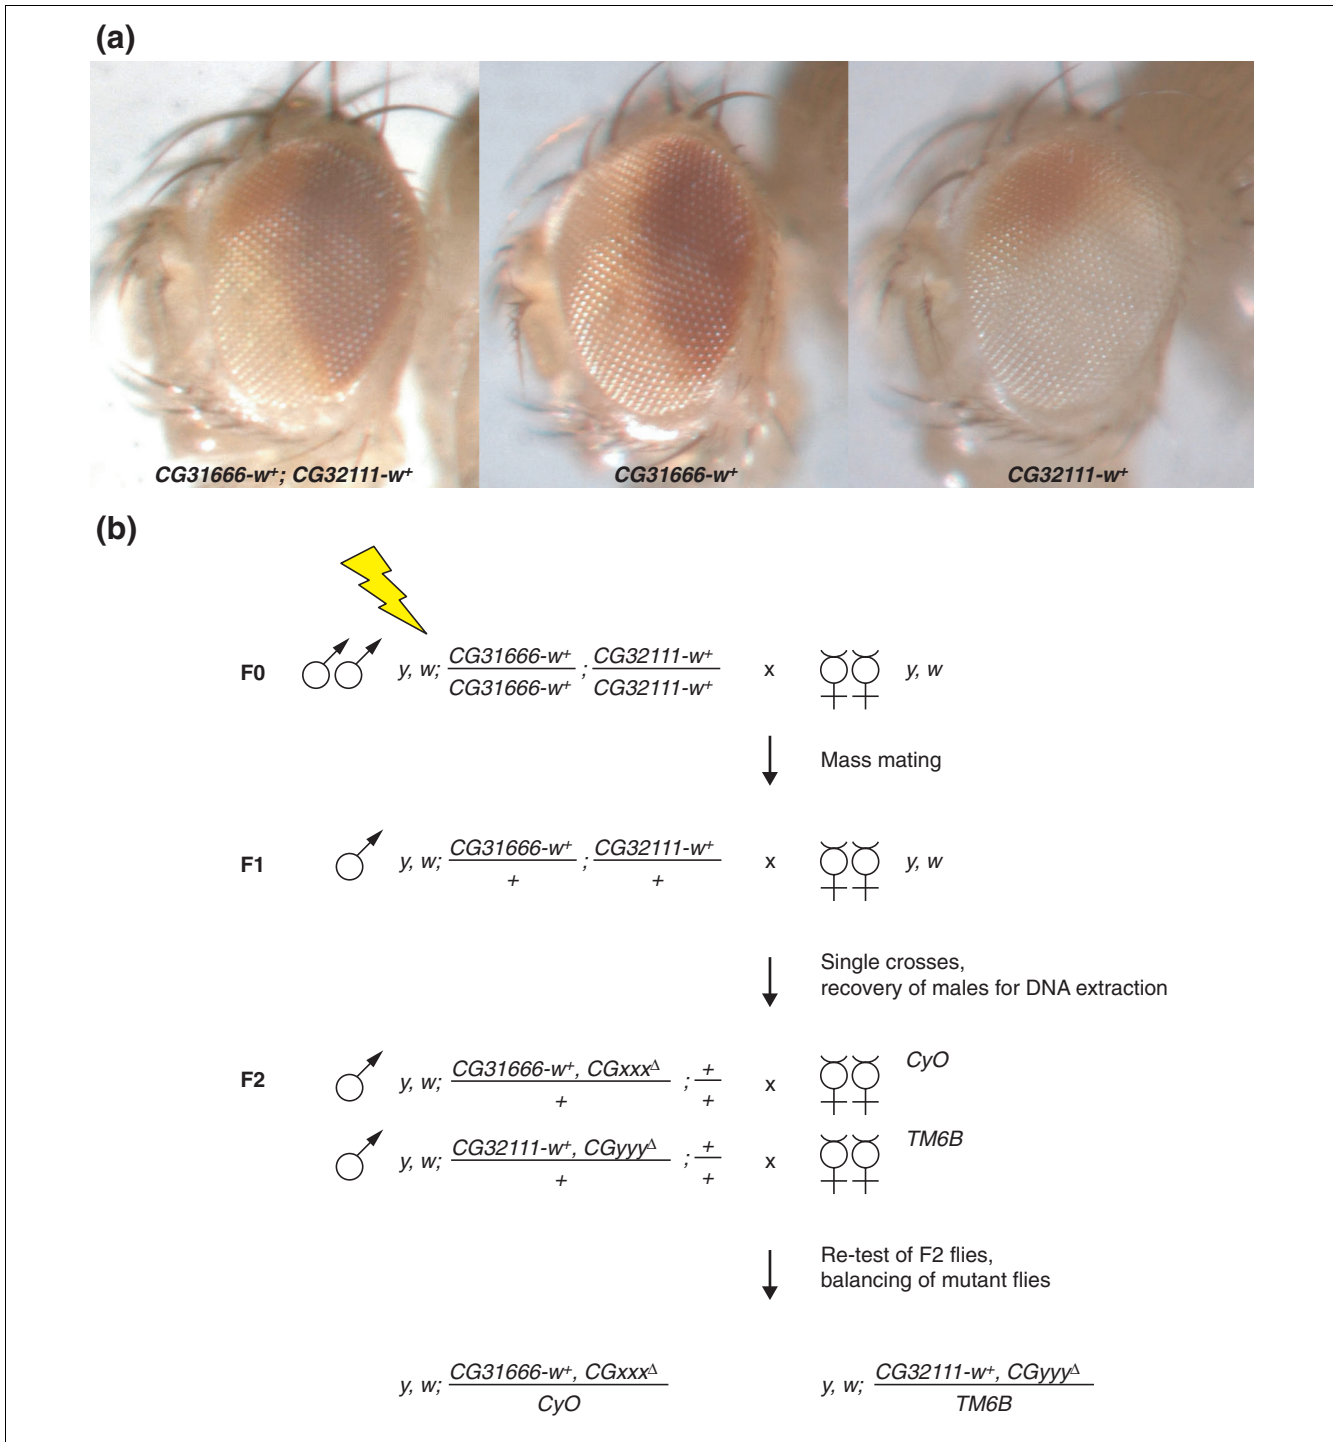 (a)
CG31666-w⁺; CG32111-w⁺
CG31666-w⁺
CG32111-w⁺
(b)
F0 y, w; CG31666-w⁺ ; CG32111-w⁺ x y, w
CG31666-w⁺ CG32111-w⁺
Mass mating
F1 y, w; CG31666-w⁺ ; CG32111-w⁺ x y, w
+ +
Single crosses,
recovery of males for DNA extraction
F2 y, w; CG31666-w⁺, CGxxxΔ ; + x CyO
+ +
y, w; CG32111-w⁺, CGyyyΔ ; + x TM6B
+ +
Re-test of F2 flies,
balancing of mutant flies
y, w; CG31666-w⁺, CGxxxΔ
CyO
y, w; CG32111-w⁺, CGyyyΔ
TM6B